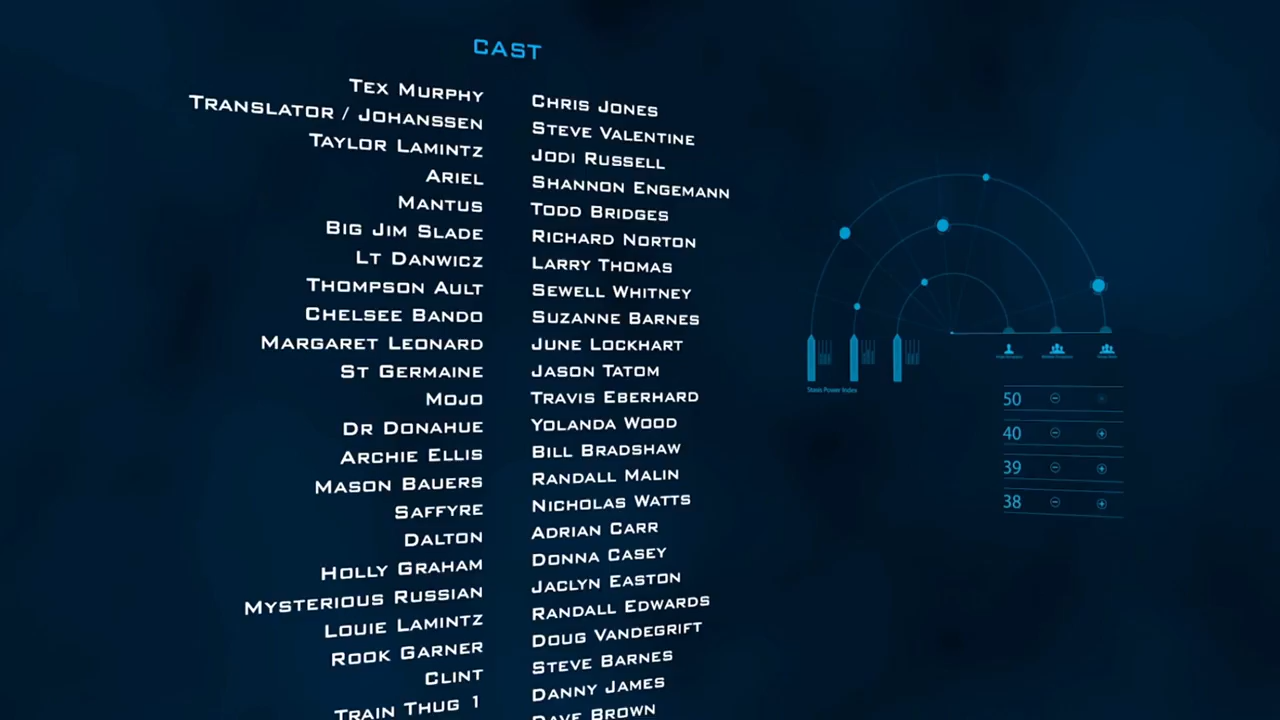 CAST
TEX MURPHY CHRIS JONES
TRANSLATOR / JOHANSSEN STEVE VALENTINE
TAYLOR LAMINTZ JODI RUSSELL
ARIEL SHANNON ENGEMANN
MANTUS TODD BRIDGES
BIG JIM SLADE RICHARD NORTON
LT DANWICZ LARRY THOMAS
THOMPSON AULT SEWELL WHITNEY
CHELSEE BANDO SUZANNE BARNES
MARGARET LEONARD JUNE LOCKHART
ST GERMAINE JASON TATOM
MOJO TRAVIS EBERHARD
DR DONAHUE YOLANDA WOOD
ARCHIE ELLIS BILL BRADSHAW
MASON BAUERS RANDALL MALIN
SAFFYRE NICHOLAS WATTS
DALTON ADRIAN CARR
HOLLY GRAHAM DONNA CASEY
MYSTERIOUS RUSSIAN JACLYN EASTON
LOUIE LAMINTZ RANDALL EDWARDS
ROOK GARNER DOUG VANDEGRIFT
CLINT STEVE BARNES
TRAIN THUG 1 DANNY JAMES
DAVE BROWN
Stasis Power Index
50
40
39
38